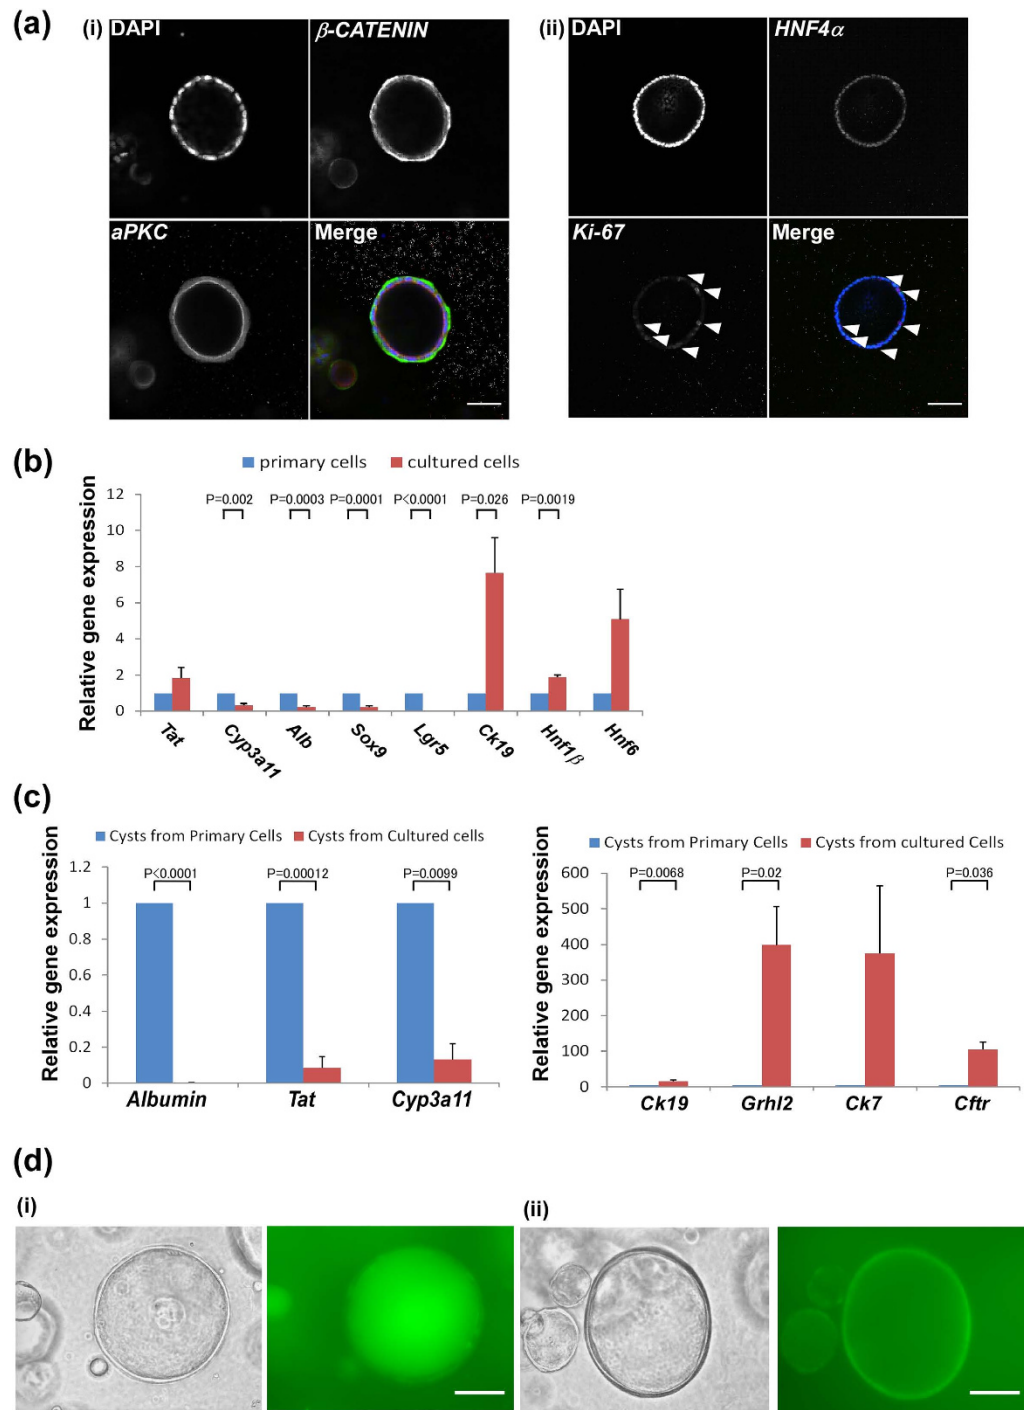 (a)
(i) DAPI
β-CATENIN
aPKC
Merge
(ii) DAPI
HNF4α
Ki-67
Merge
(b)
primary cells cultured cells
Relative gene expression
12
10
8
6
4
2
0
P=0.002 P=0.0003 P=0.0001 P<0.0001 P=0.026 P=0.0019
Tat Cyp3a11 Alb Sox9 Lgr5 Ck19 Hnf1β Hnf6
(c)
Cysts from Primary Cells Cysts from Cultured cells
Relative gene expression
1.2
1
0.8
0.6
0.4
0.2
0
P<0.0001 P=0.00012 P=0.0099
Albumin Tat Cyp3a11
Cysts from Primary Cells Cysts from cultured Cells
Relative gene expression
600
500
400
300
200
100
0
P=0.0068 P=0.02 P=0.036
Ck19 Grhl2 Ck7 Cftr
(d)
(i)
(ii)